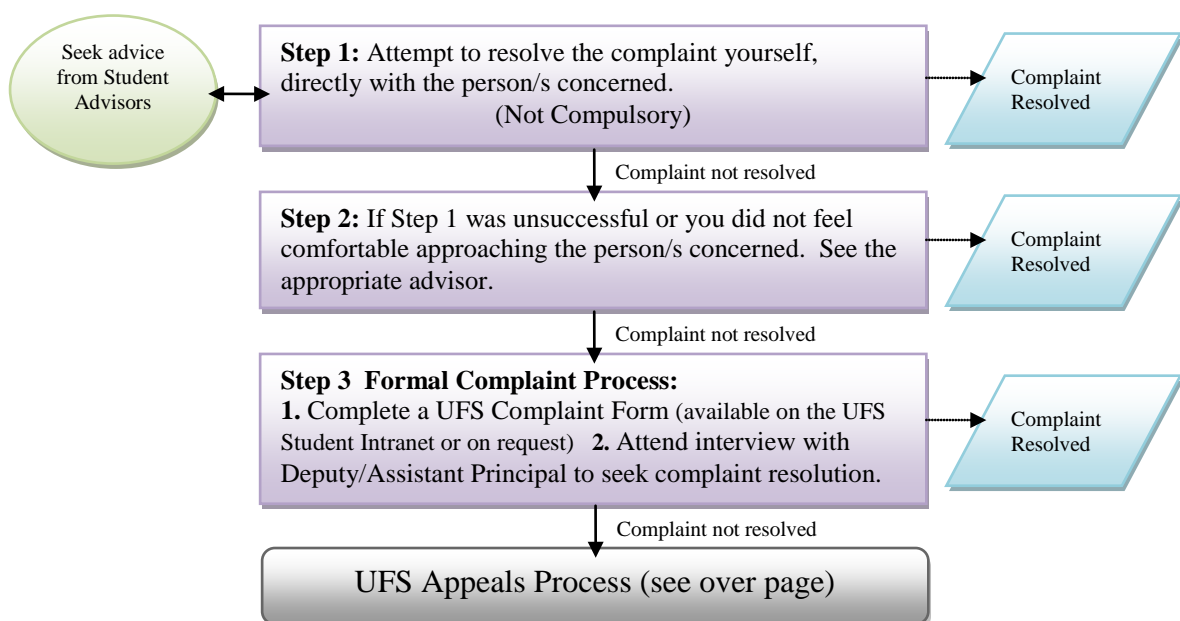 Seek advice
from Student
Advisors
Step 1: Attempt to resolve the complaint yourself,
directly with the person/s concerned.
(Not Compulsory)
Complaint
Resolved
Complaint not resolved
Step 2: If Step 1 was unsuccessful or you did not feel
comfortable approaching the person/s concerned.  See the
appropriate advisor.
Complaint
Resolved
Complaint not resolved
Step 3  Formal Complaint Process:
1. Complete a UFS Complaint Form (available on the UFS
Student Intranet or on request)   2. Attend interview with
Deputy/Assistant Principal to seek complaint resolution.
Complaint
Resolved
Complaint not resolved
UFS Appeals Process (see over page)